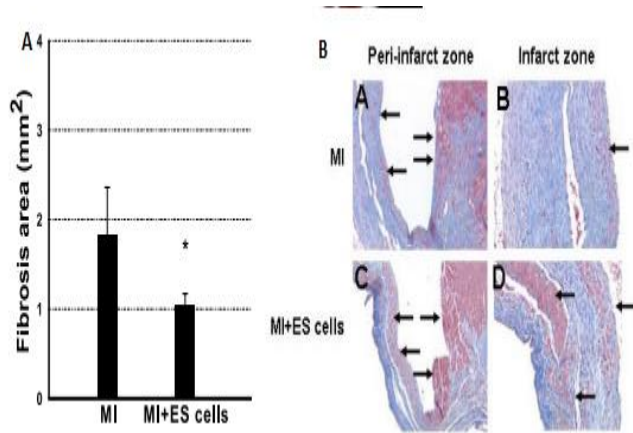 A
Fibrosis area (mm²)
4
3
2
1
0
*
MI
MI+ES cells
B
Peri-infarct zone
Infarct zone
MI
A
B
MI+ES cells
C
D